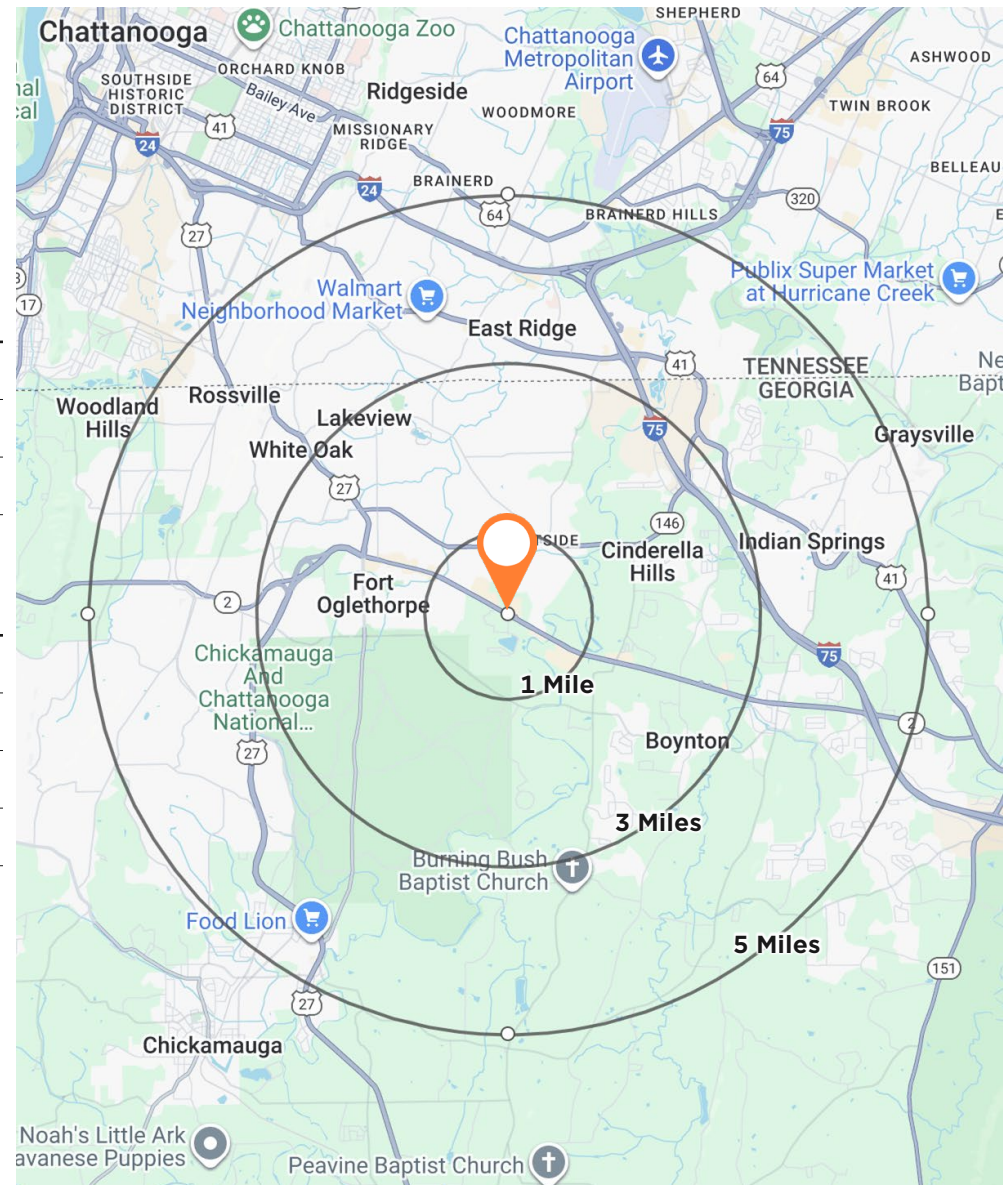 SHEPHERD
Chattanooga
Chattanooga Zoo
Chattanooga
Metropolitan
Airport
ASHWOOD
ORCHARD KNOB
64
SOUTHSIDE
HISTORIC
DISTRICT
Bailey Ave
Ridgeside
WOODMORE
TWIN BROOK
41
MISSIONARY
RIDGE
75
24
BELLEAU
24
BRAINERD
320
64
BRAINERD HILLS
27
Publix Super Market
at Hurricane Creek
Walmart
Neighborhood Market
17
East Ridge
41
TENNESSEE
GEORGIA
Rossville
Woodland
Hills
Lakeview
75
Graysville
White Oak
27
146
TSIDE
Cinderella
Hills
Indian Springs
41
Fort
Oglethorpe
2
75
Chickamauga
And
Chattanooga
National...
1 Mile
2
27
Boynton
3 Miles
Burning Bush
Baptist Church
Food Lion
5 Miles
151
27
Chickamauga
Noah's Little Ark
avanese Puppies
Peavine Baptist Church